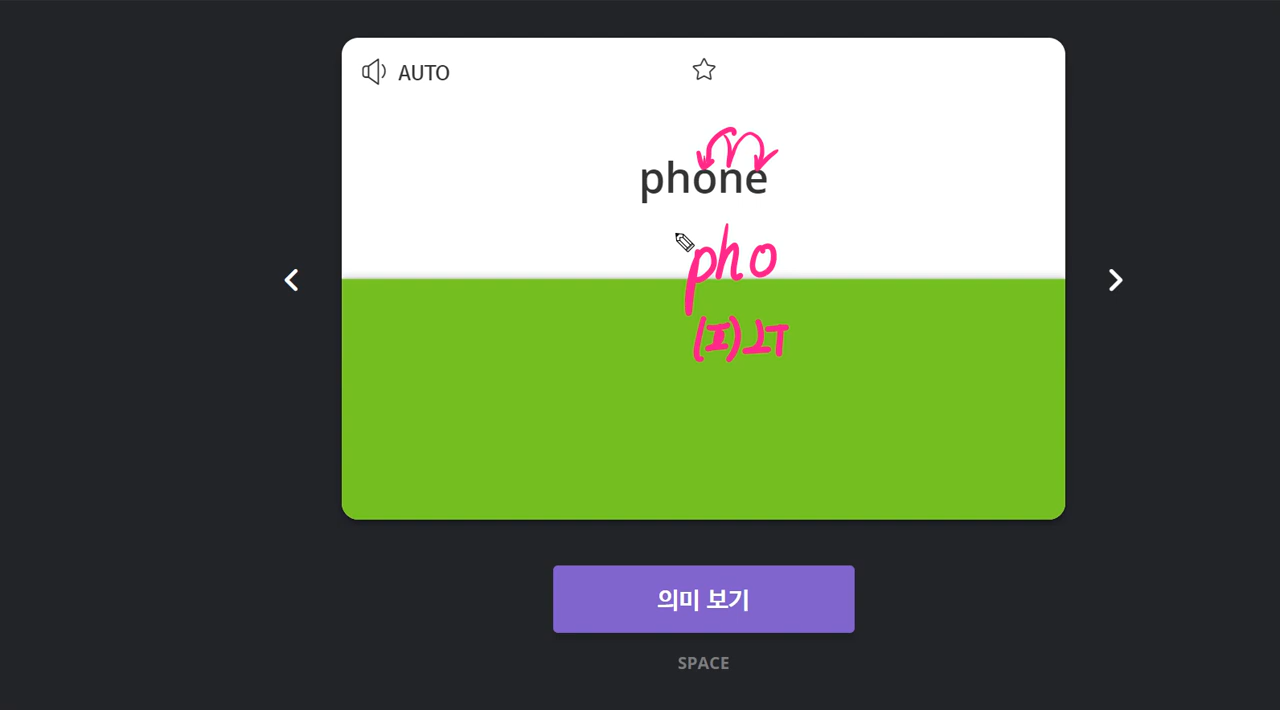 AUTO
phone
pho
(ㅍ)ㅗㅜ
의미 보기
SPACE